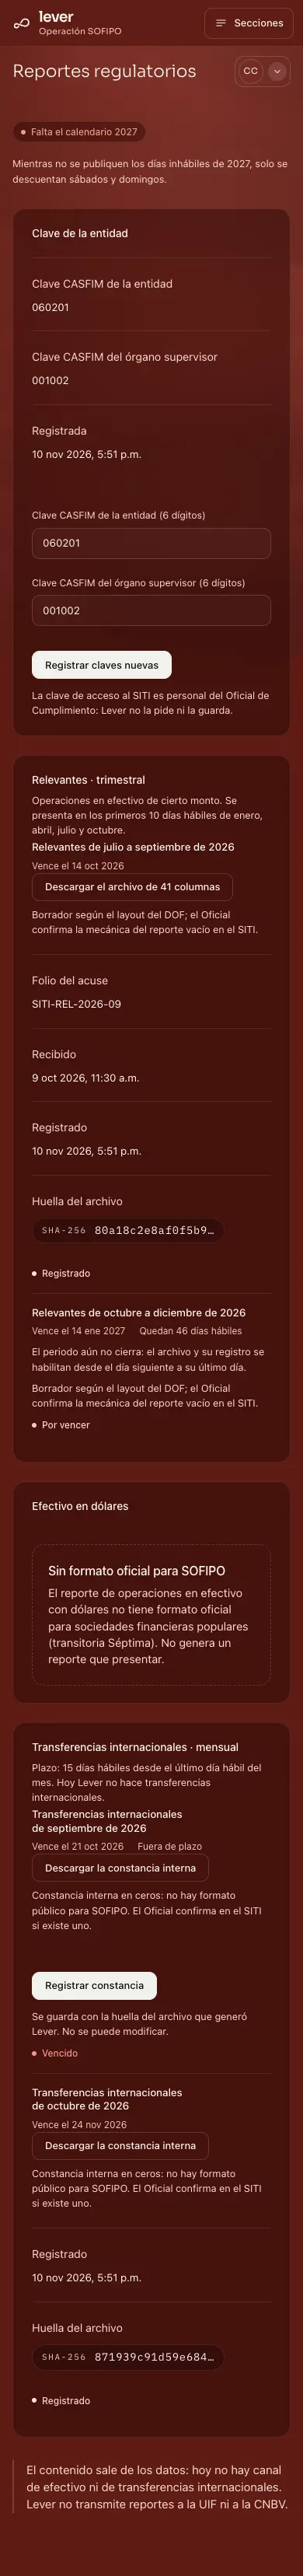 lever
Operación SOFIPO
Secciones
Reportes regulatorios
CC
Falta el calendario 2027
Mientras no se publiquen los días inhábiles de 2027, solo se
descuentan sábados y domingos.
Clave de la entidad
Clave CASFIM de la entidad
060201
Clave CASFIM del órgano supervisor
001002
Registrada
10 nov 2026, 5:51 p.m.
Clave CASFIM de la entidad (6 dígitos)
060201
Clave CASFIM del órgano supervisor (6 dígitos)
001002
Registrar claves nuevas
La clave de acceso al SITI es personal del Oficial de
Cumplimiento: Lever no la pide ni la guarda.
Relevantes · trimestral
Operaciones en efectivo de cierto monto. Se
presenta en los primeros 10 días hábiles de enero,
abril, julio y octubre.
Relevantes de julio a septiembre de 2026
Vence el 14 oct 2026
Descargar el archivo de 41 columnas
Borrador según el layout del DOF; el Oficial
confirma la mecánica del reporte vacío en el SITI.
Folio del acuse
SITI-REL-2026-09
Recibido
9 oct 2026, 11:30 a.m.
Registrado
10 nov 2026, 5:51 p.m.
Huella del archivo
SHA-256 80a18c2e8af0f5b9…
Registrado
Relevantes de octubre a diciembre de 2026
Vence el 14 ene 2027 Quedan 46 días hábiles
El periodo aún no cierra: el archivo y su registro se
habilitan desde el día siguiente a su último día.
Borrador según el layout del DOF; el Oficial
confirma la mecánica del reporte vacío en el SITI.
Por vencer
Efectivo en dólares
Sin formato oficial para SOFIPO
El reporte de operaciones en efectivo
con dólares no tiene formato oficial
para sociedades financieras populares
(transitoria Séptima). No genera un
reporte que presentar.
Transferencias internacionales · mensual
Plazo: 15 días hábiles desde el último día hábil del
mes. Hoy Lever no hace transferencias
internacionales.
Transferencias internacionales
de septiembre de 2026
Vence el 21 oct 2026 Fuera de plazo
Descargar la constancia interna
Constancia interna en ceros: no hay formato
público para SOFIPO. El Oficial confirma en el SITI
si existe uno.
Registrar constancia
Se guarda con la huella del archivo que generó
Lever. No se puede modificar.
Vencido
Transferencias internacionales
de octubre de 2026
Vence el 24 nov 2026
Descargar la constancia interna
Constancia interna en ceros: no hay formato
público para SOFIPO. El Oficial confirma en el SITI
si existe uno.
Registrado
10 nov 2026, 5:51 p.m.
Huella del archivo
SHA-256 871939c91d59e684…
Registrado
El contenido sale de los datos: hoy no hay canal
de efectivo ni de transferencias internacionales.
Lever no transmite reportes a la UIF ni a la CNBV.